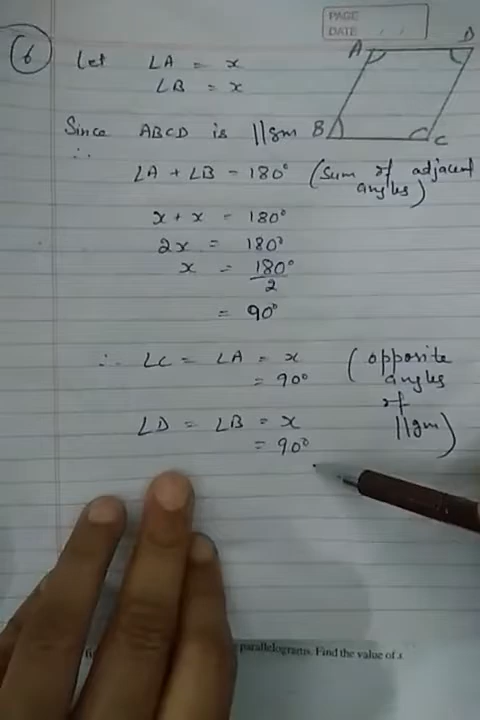 PAGE
DATE
6
Let ∠A = x
∠B = x
A D
B C
Since ABCD is ||gm
∴
∠A + ∠B = 180° (Sum of adjacent angles)
x + x = 180°
2x = 180°
x = 180°/2
= 90°
∴ ∠C = ∠A = x (opposite
= 90° angles
of
∠D = ∠B = x ||gm)
= 90°
parallelograms. Find the value of x